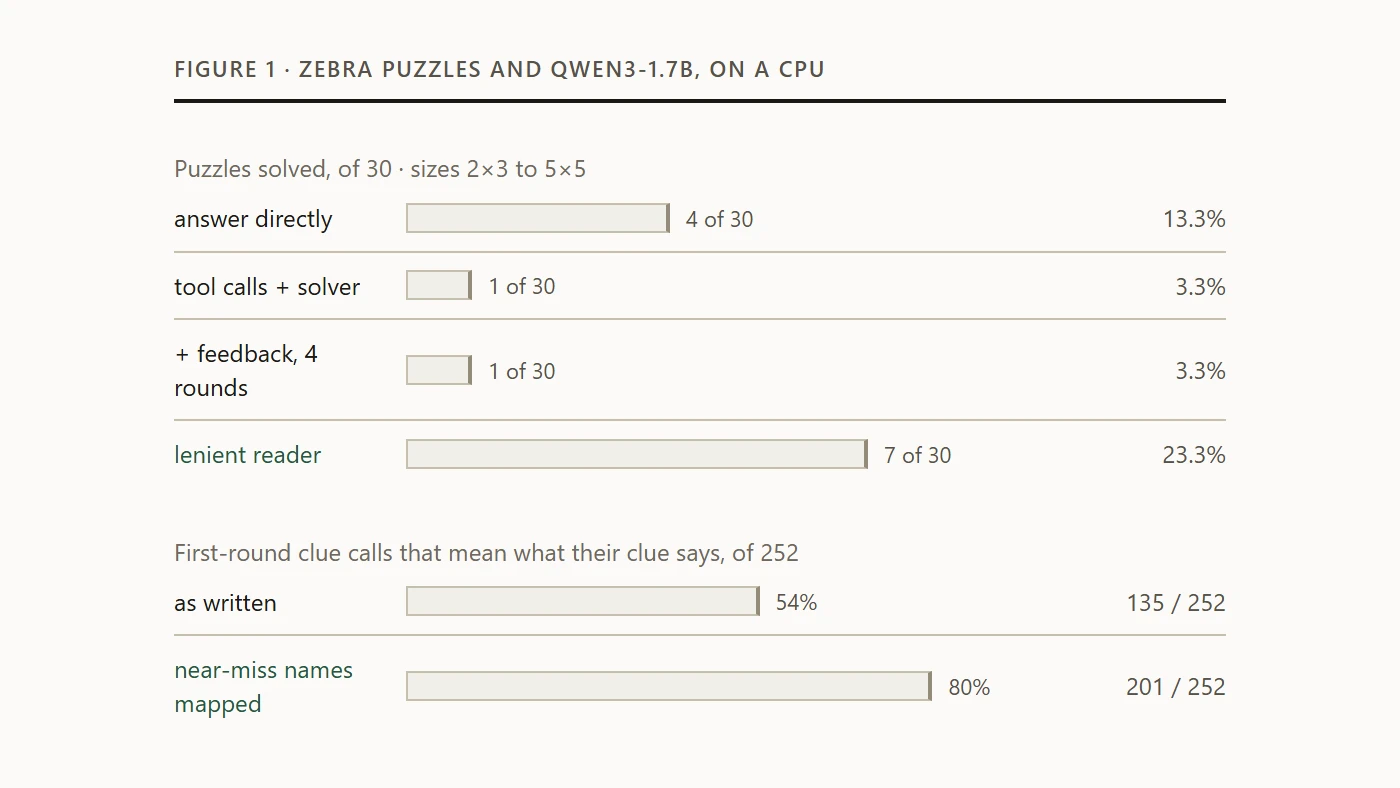 FIGURE 1 · ZEBRA PUZZLES AND QWEN3-1.7B, ON A CPU
Puzzles solved, of 30 · sizes 2×3 to 5×5
answer directly 4 of 30 13.3%
tool calls + solver 1 of 30 3.3%
+ feedback, 4
rounds 1 of 30 3.3%
lenient reader 7 of 30 23.3%
First-round clue calls that mean what their clue says, of 252
as written 54% 135 / 252
near-miss names
mapped 80% 201 / 252